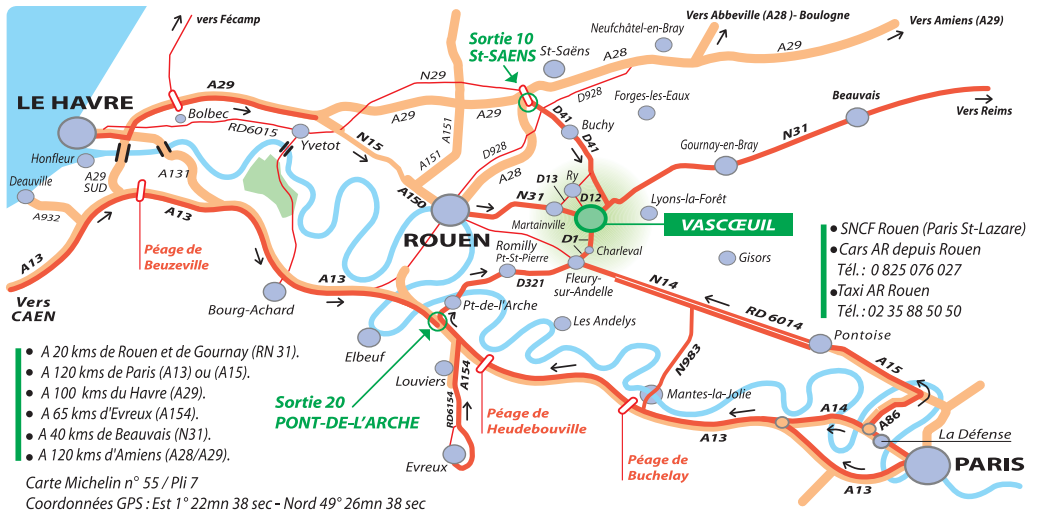 vers Fécamp
Neufchâtel-en-Bray
Vers Abbeville (A28) - Boulogne
Vers Amiens (A29)
Sortie 10
St-SAENS
St-Saëns
A28
A29
A29
N29
D928
LE HAVRE
Bolbec
RD6015
Yvetot
N15
A29
A151
A29
D41
Forges-les-Eaux
Beauvais
Vers Reims
Buchy
D41
N31
Honfleur
A151
D928
Gournay-en-Bray
Deauville
A29
SUD
A131
A28
D13
Ry
D12
A932
A13
A150
N31
Martainville
Lyons-la-Forêt
ROUEN
VASCŒUIL
Péage de
Beuzeville
D1
Charleval
Romilly
Pt-St-Pierre
Gisors
A13
A13
D321
Fleury-
sur-Andelle
N14
Vers
CAEN
Bourg-Achard
Pt-de-l'Arche
RD 6014
Les Andelys
Elbeuf
Pontoise
N983
A15
A154
Louviers
Sortie 20
PONT-DE-L'ARCHE
RD6154
Péage de
Heudebouville
Mantes-la-Jolie
A14
A86
A13
La Défense
Evreux
Péage de
Buchelay
PARIS
A13
• SNCF Rouen (Paris St-Lazare)
• Cars AR depuis Rouen
Tél. : 0 825 076 027
• Taxi AR Rouen
Tél. : 02 35 88 50 50
• A 20 kms de Rouen et de Gournay (RN 31).
• A 120 kms de Paris (A13) ou (A15).
• A 100 kms du Havre (A29).
• A 65 kms d'Evreux (A154).
• A 40 kms de Beauvais (N31).
• A 120 kms d'Amiens (A28/A29).
Carte Michelin n° 55 / Pli 7
Coordonnées GPS : Est 1° 22mn 38 sec - Nord 49° 26mn 38 sec